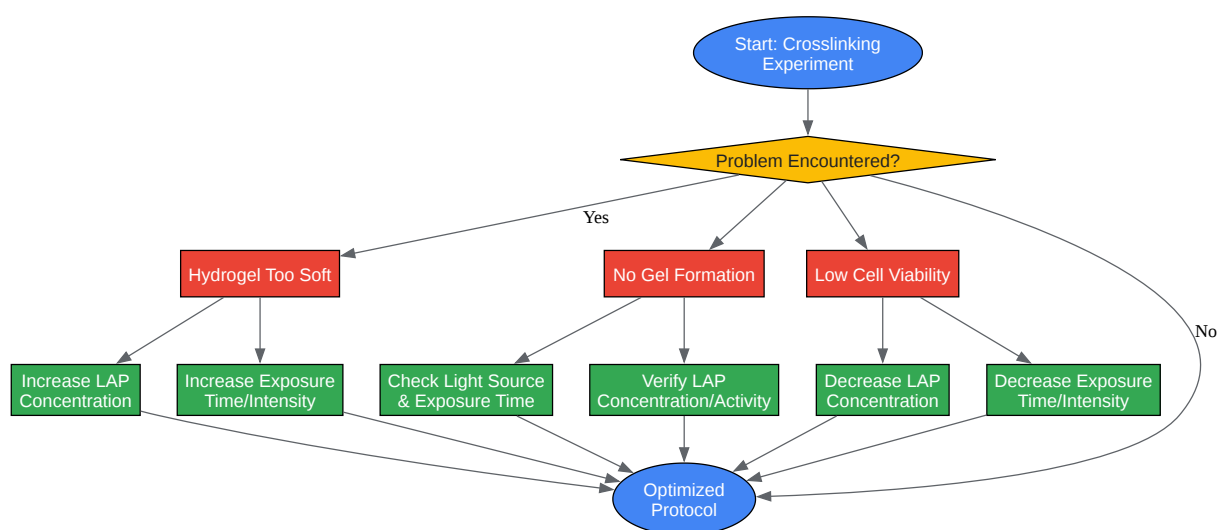 Start: Crosslinking
Experiment
Problem Encountered?
Yes
Hydrogel Too Soft
No Gel Formation
Low Cell Viability
No
Increase LAP
Concentration
Increase Exposure
Time/Intensity
Check Light Source
& Exposure Time
Verify LAP
Concentration/Activity
Decrease LAP
Concentration
Decrease Exposure
Time/Intensity
Optimized
Protocol